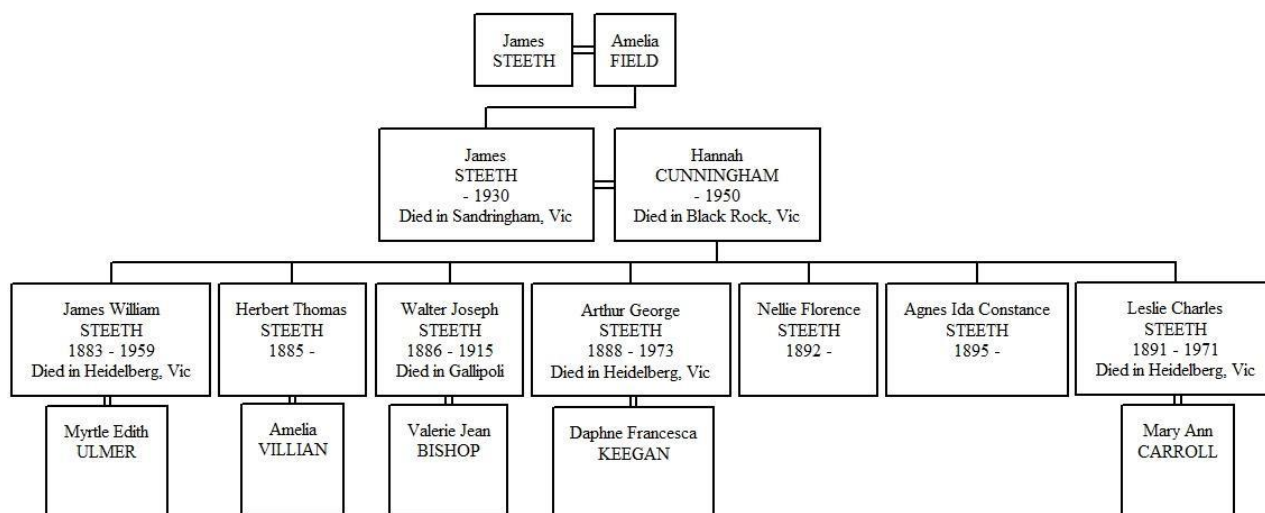 James
STEETH
Amelia
FIELD
James
STEETH
- 1930
Died in Sandringham, Vic
Hannah
CUNNINGHAM
- 1950
Died in Black Rock, Vic
James William
STEETH
1883 - 1959
Died in Heidelberg, Vic
Herbert Thomas
STEETH
1885 -
Walter Joseph
STEETH
1886 - 1915
Died in Gallipoli
Arthur George
STEETH
1888 - 1973
Died in Heidelberg, Vic
Nellie Florence
STEETH
1892 -
Agnes Ida Constance
STEETH
1895 -
Leslie Charles
STEETH
1891 - 1971
Died in Heidelberg, Vic
Myrtle Edith
ULMER
Amelia
VILLIAN
Valerie Jean
BISHOP
Daphne Francesca
KEEGAN
Mary Ann
CARROLL